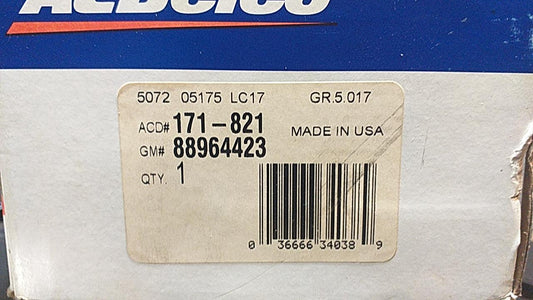 ACDelco
5072 05175 LC17 GR.5.017
ACD# 171-821
MADE IN USA
GM# 88964423
QTY. 1
0 36666 34038 9